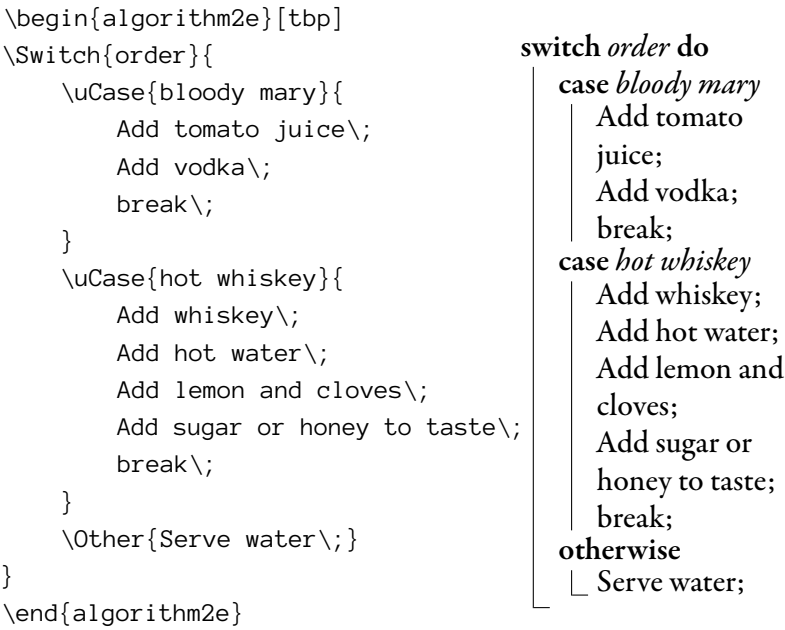 \begin{algorithm2e}[tbp]
\Switch{order}{
    \uCase{bloody mary}{
        Add tomato juice\;
        Add vodka\;
        break\;
    }
    \uCase{hot whiskey}{
        Add whiskey\;
        Add hot water\;
        Add lemon and cloves\;
        Add sugar or honey to taste\;
        break\;
    }
    \Other{Serve water\;}
}
\end{algorithm2e}
switch order do
case bloody mary
Add tomato
juice;
Add vodka;
break;
case hot whiskey
Add whiskey;
Add hot water;
Add lemon and
cloves;
Add sugar or
honey to taste;
break;
otherwise
Serve water;